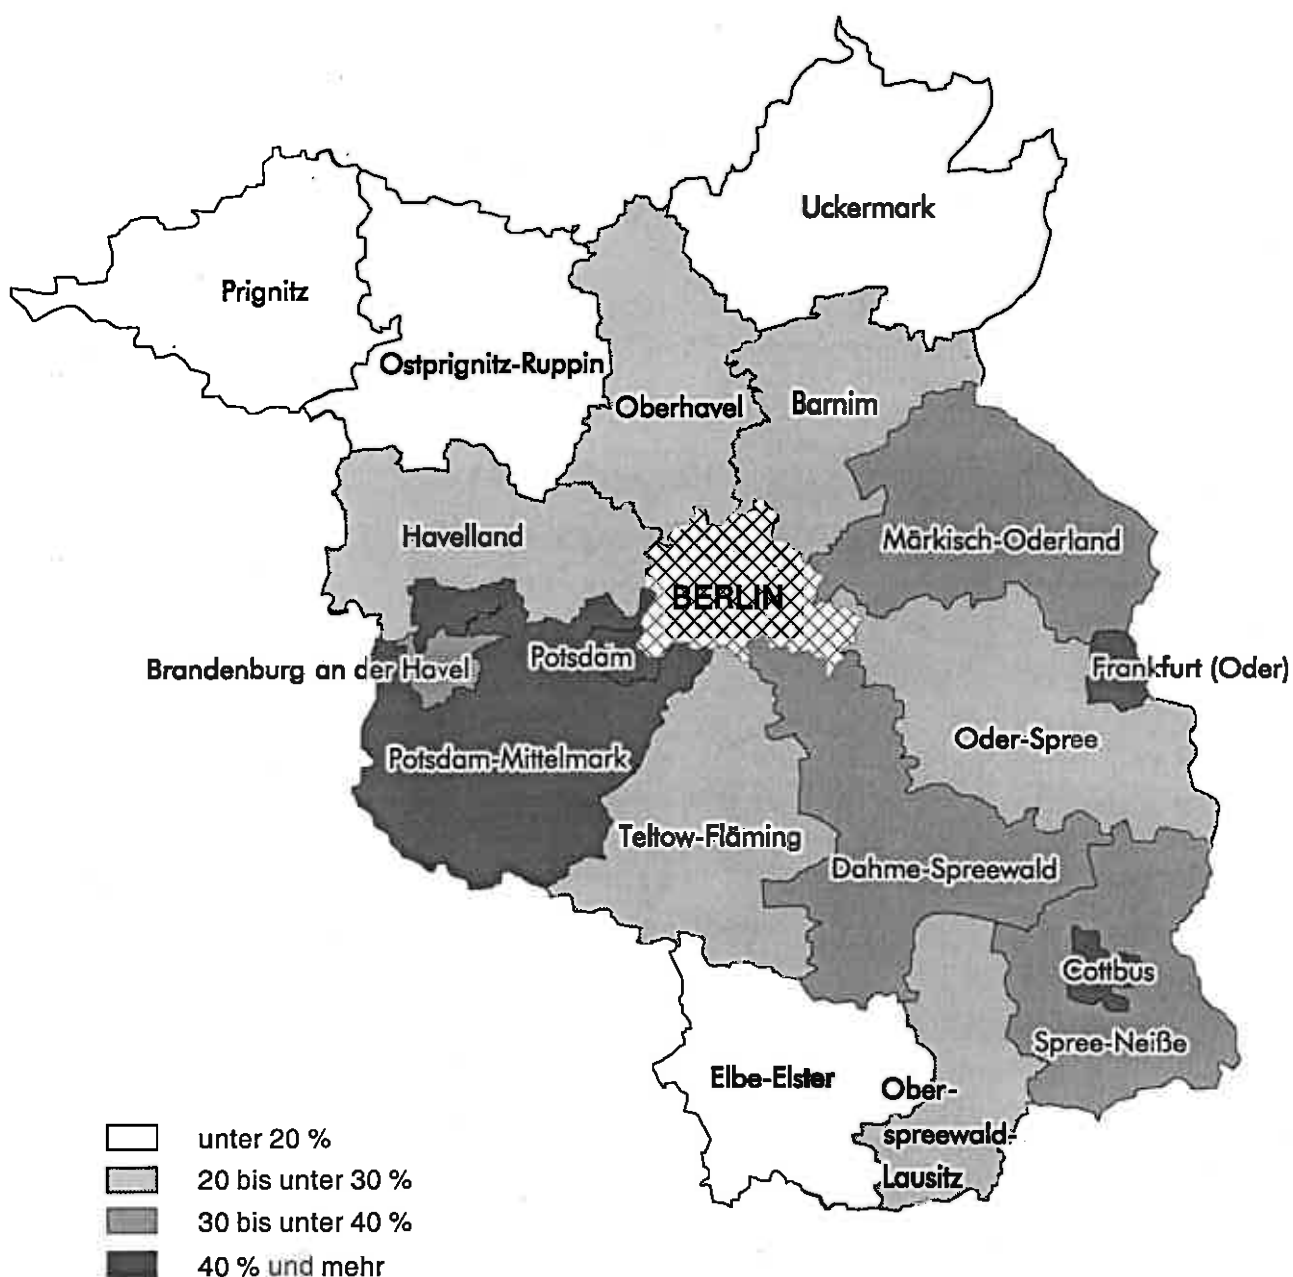 Uckermark
Prignitz
Ostprignitz-Ruppin
Oberhavel
Barnim
Havelland
Märkisch-Oderland
BERLIN
Brandenburg an der Havel
Potsdam
Frankfurt (Oder)
Oder-Spree
Potsdam-Mittelmark
Teltow-Fläming
Dahme-Spreewald
Cottbus
Spree-Neiße
Elbe-Elster
Ober-
spreewald-
Lausitz
unter 20 %
20 bis unter 30 %
30 bis unter 40 %
40 % und mehr